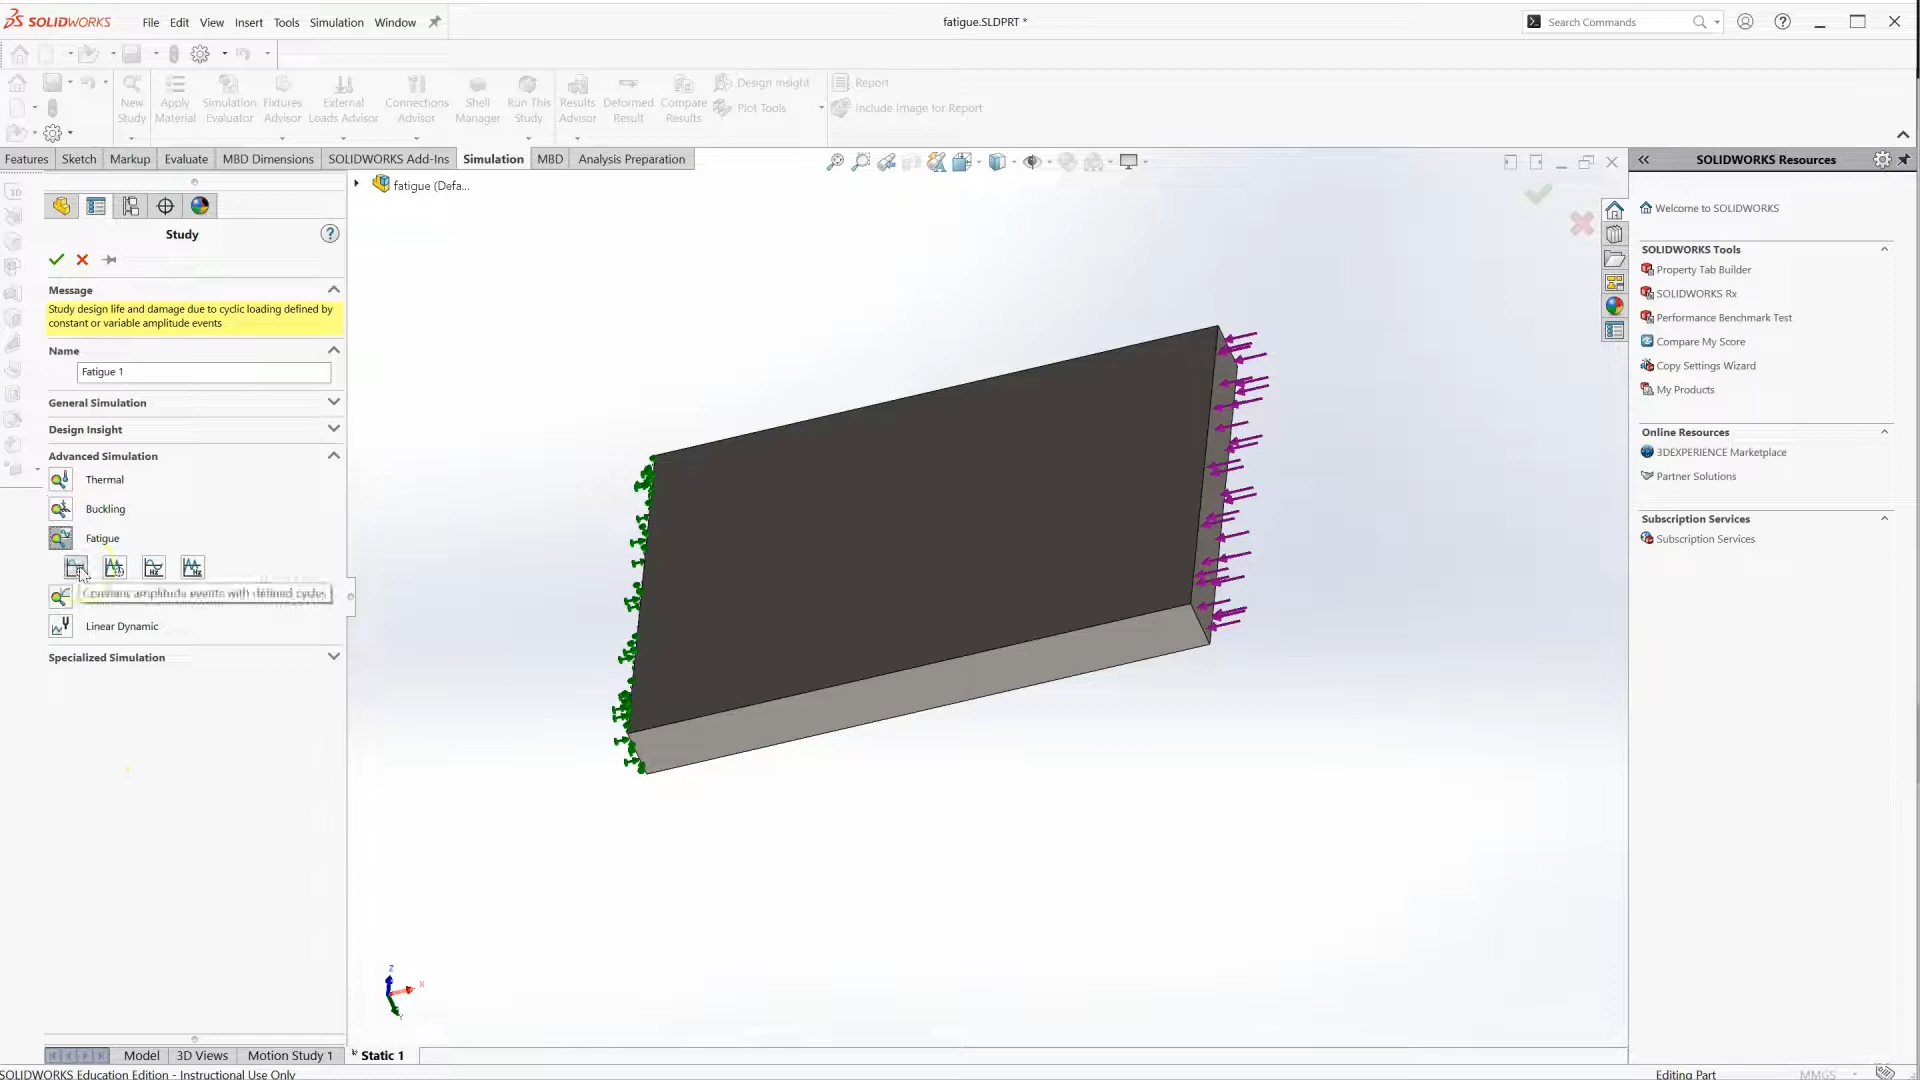 SOLIDWORKS
File Edit View Insert Tools Simulation Window
fatigue.SLDPRT *
Search Commands
New Study
Apply Material
Simulation Evaluator
Fixtures Advisor
External Loads Advisor
Connections Advisor
Shell Manager
Run This Study
Results Advisor
Deformed Result
Compare Results
Design Insight
Plot Tools
Report
Include Image for Report
Features Sketch Markup Evaluate MBD Dimensions SOLIDWORKS Add-Ins Simulation MBD Analysis Preparation
fatigue (Defa...
Study
Message
Study design life and damage due to cyclic loading defined by
constant or variable amplitude events
Name
Fatigue 1
General Simulation
Design Insight
Advanced Simulation
Thermal
Buckling
Fatigue
Constant amplitude events with defined cycles
Linear Dynamic
Specialized Simulation
Z
X
Y
SOLIDWORKS Resources
Welcome to SOLIDWORKS
SOLIDWORKS Tools
Property Tab Builder
SOLIDWORKS Rx
Performance Benchmark Test
Compare My Score
Copy Settings Wizard
My Products
Online Resources
3DEXPERIENCE Marketplace
Partner Solutions
Subscription Services
Subscription Services
Model 3D Views Motion Study 1 Static 1
SOLIDWORKS Education Edition - Instructional Use Only
Editing Part
MMGS